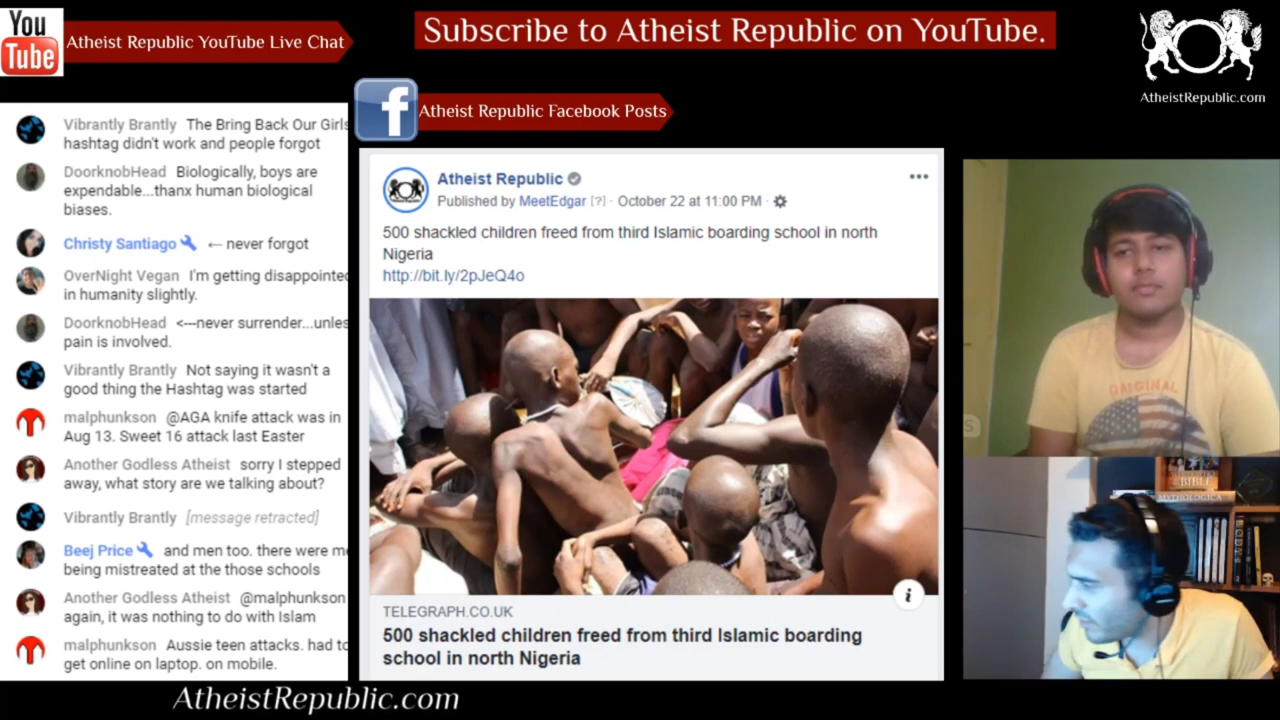 You
Tube
Atheist Republic YouTube Live Chat
Subscribe to Atheist Republic on YouTube.
AtheistRepublic.com
f
Atheist Republic Facebook Posts
Vibrantly Brantly The Bring Back Our Girls
hashtag didn't work and people forgot
DoorknobHead Biologically, boys are
expendable...thanx human biological
biases.
Christy Santiago ← never forgot
OverNight Vegan I'm getting disappointed
in humanity slightly.
DoorknobHead <---never surrender...unles
pain is involved.
Vibrantly Brantly Not saying it wasn't a
good thing the Hashtag was started
malphunkson @AGA knife attack was in
Aug 13. Sweet 16 attack last Easter
Another Godless Atheist sorry I stepped
away, what story are we talking about?
Vibrantly Brantly [message retracted]
Beej Price and men too. there were me
being mistreated at the those schools
Another Godless Atheist @malphunkson
again, it was nothing to do with Islam
malphunkson Aussie teen attacks. had to
get online on laptop. on mobile.
Atheist Republic
Published by MeetEdgar [?] · October 22 at 11:00 PM ·
500 shackled children freed from third Islamic boarding school in north
Nigeria
http://bit.ly/2pJeQ4o
i
TELEGRAPH.CO.UK
500 shackled children freed from third Islamic boarding
school in north Nigeria
ORIGINAL
BIBLE
AtheistRepublic.com